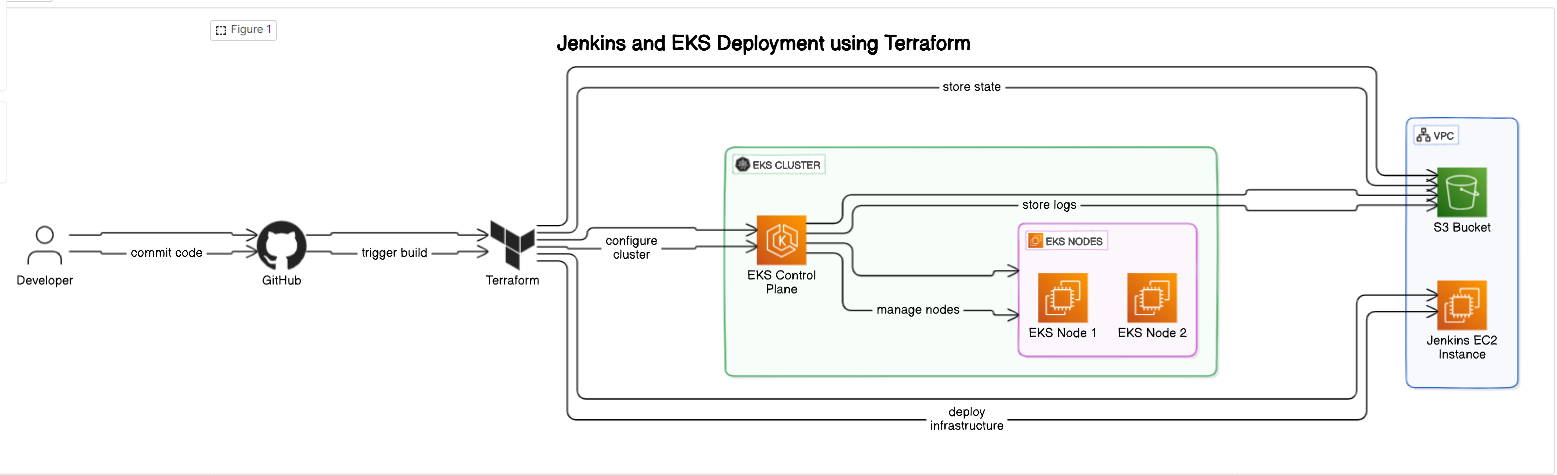 Figure 1
Jenkins and EKS Deployment using Terraform
store state
VPC
EKS CLUSTER
store logs
S3 Bucket
commit code
trigger build
configure
cluster
Developer
GitHub
Terraform
EKS Control
Plane
EKS NODES
manage nodes
EKS Node 1
EKS Node 2
Jenkins EC2
Instance
deploy
infrastructure